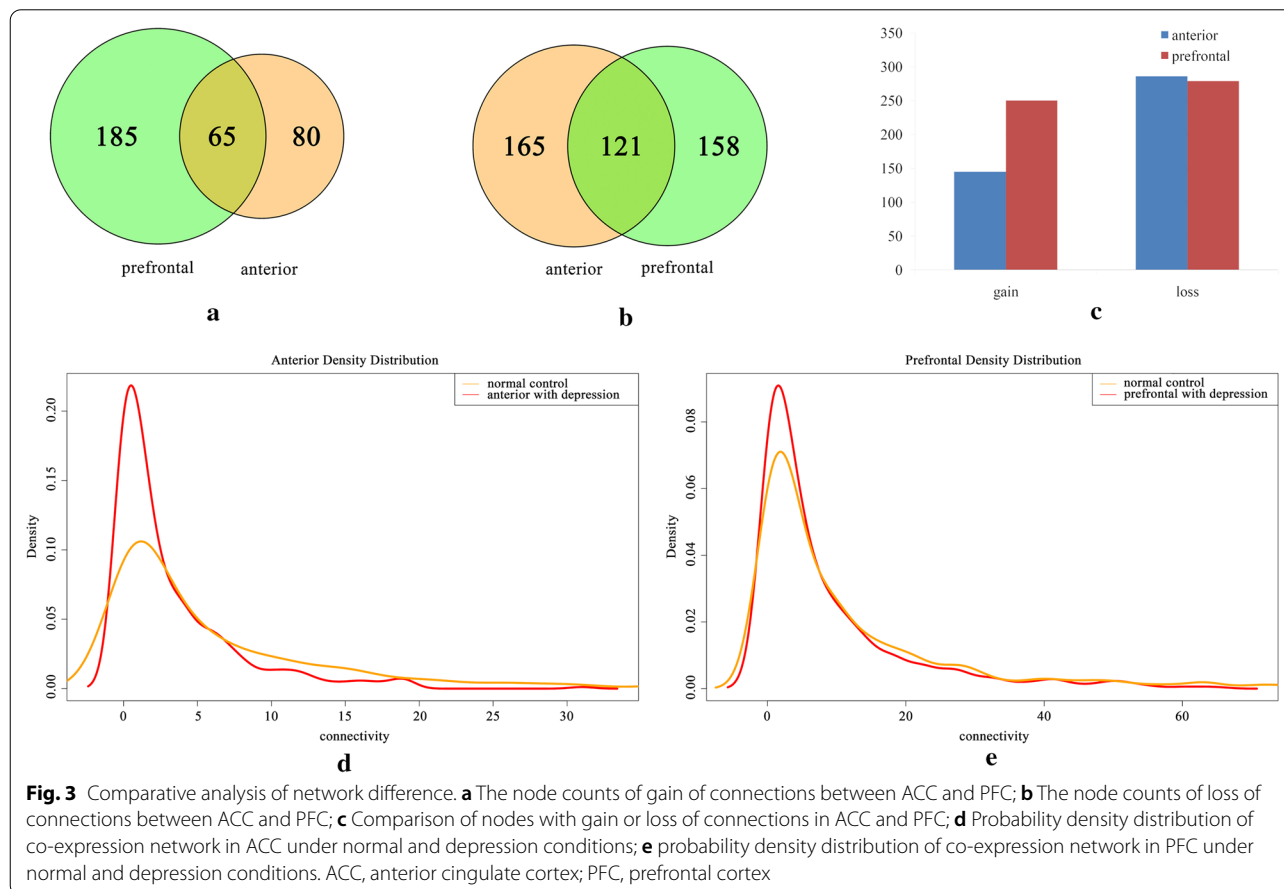 185
65
80
prefrontal
anterior
a
165
121
158
anterior
prefrontal
b
350
300
250
200
150
100
50
0
anterior
prefrontal
gain
loss
c
Anterior Density Distribution
normal control
anterior with depression
Density
0.20
0.15
0.10
0.05
0.00
0
5
10
15
20
25
30
connectivity
d
Prefrontal Density Distribution
normal control
prefrontal with depression
Density
0.08
0.06
0.04
0.02
0.00
0
20
40
60
connectivity
e
Fig. 3 Comparative analysis of network difference. a The node counts of gain of connections between ACC and PFC; b The node counts of loss of
connections between ACC and PFC; c Comparison of nodes with gain or loss of connections in ACC and PFC; d Probability density distribution of
co-expression network in ACC under normal and depression conditions; e probability density distribution of co-expression network in PFC under
normal and depression conditions. ACC, anterior cingulate cortex; PFC, prefrontal cortex